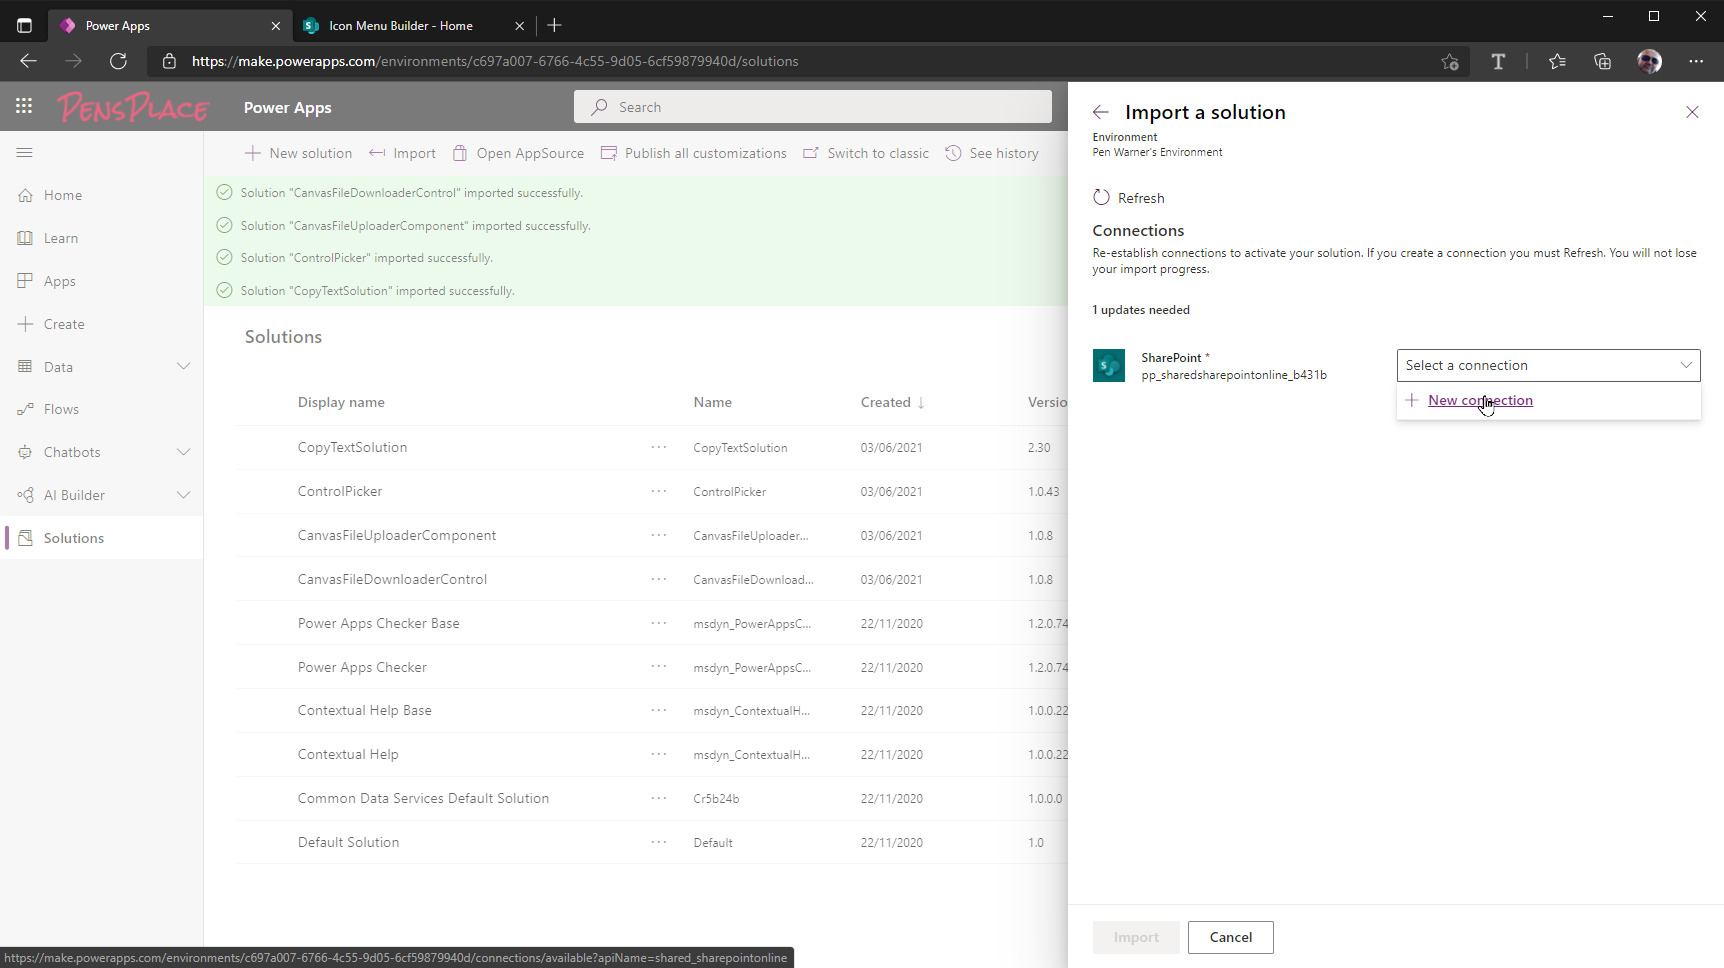 Power Apps
Icon Menu Builder - Home
https://make.powerapps.com/environments/c697a007-6766-4c55-9d05-6cf59879940d/solutions
T
PENSPLACE
Power Apps
Search
New solution
Import
Open AppSource
Publish all customizations
Switch to classic
See history
Home
Learn
Apps
Create
Data
Flows
Chatbots
AI Builder
Solutions
Solution "CanvasFileDownloaderControl" imported successfully.
Solution "CanvasFileUploaderComponent" imported successfully.
Solution "ControlPicker" imported successfully.
Solution "CopyTextSolution" imported successfully.
Solutions
Display name Name Created ↓ Versio
CopyTextSolution ··· CopyTextSolution 03/06/2021 2.30
ControlPicker ··· ControlPicker 03/06/2021 1.0.43
CanvasFileUploaderComponent ··· CanvasFileUploader... 03/06/2021 1.0.8
CanvasFileDownloaderControl ··· CanvasFileDownload... 03/06/2021 1.0.8
Power Apps Checker Base ··· msdyn_PowerAppsC... 22/11/2020 1.2.0.74
Power Apps Checker ··· msdyn_PowerAppsC... 22/11/2020 1.2.0.74
Contextual Help Base ··· msdyn_ContextualH... 22/11/2020 1.0.0.22
Contextual Help ··· msdyn_ContextualH... 22/11/2020 1.0.0.22
Common Data Services Default Solution ··· Cr5b24b 22/11/2020 1.0.0.0
Default Solution ··· Default 22/11/2020 1.0
Import a solution
Environment
Pen Warner's Environment
Refresh
Connections
Re-establish connections to activate your solution. If you create a connection you must Refresh. You will not lose
your import progress.
1 updates needed
SharePoint *
pp_sharedsharepointonline_b431b
Select a connection
New connection
Import
Cancel
https://make.powerapps.com/environments/c697a007-6766-4c55-9d05-6cf59879940d/connections/available?apiName=shared_sharepointonline